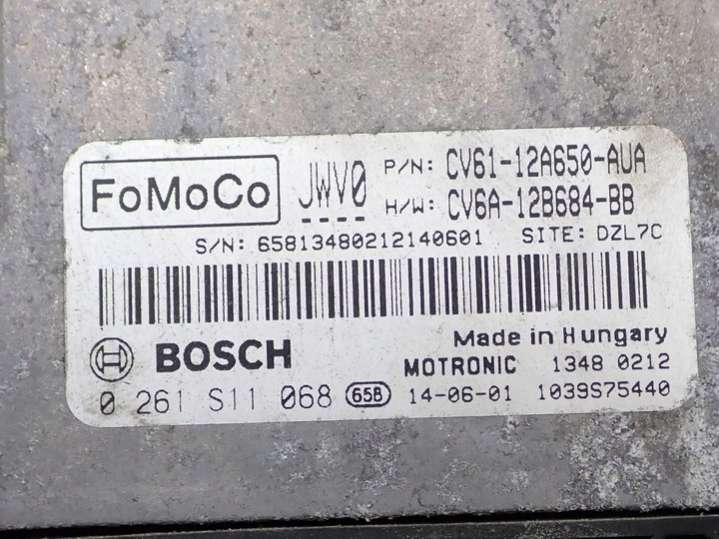 FoMoCo JWV0 P/N: CV61-12A650-AUA
H/W: CV6A-12B684-BB
S/N: 65813480212140601 SITE: DZL7C
BOSCH Made in Hungary
MOTRONIC 1348 0212
0 261 S11 068 65B 14-06-01 1039S75440